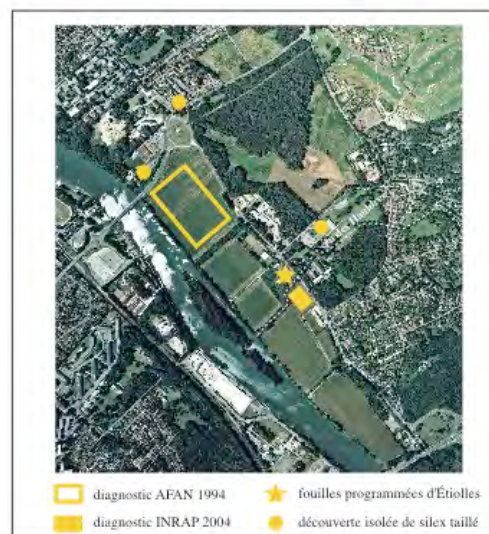 diagnostic AFAN 1994
fouilles programmées d'Étiolles
diagnostic INRAP 2004
découverte isolée de silex taillé